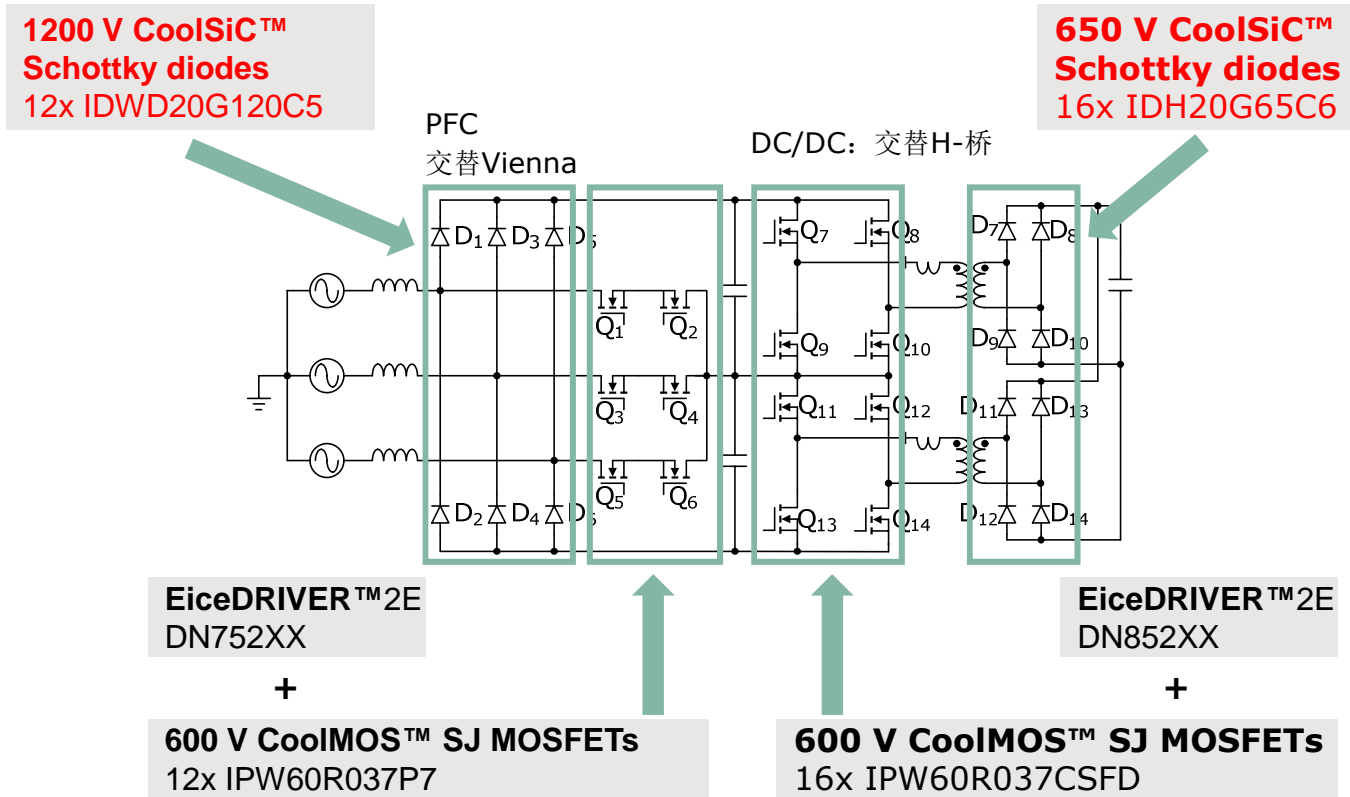 1200 V CoolSiC™
Schottky diodes
12x IDWD20G120C5
650 V CoolSiC™
Schottky diodes
16x IDH20G65C6
PFC
交替Vienna
DC/DC：交替H-桥
D1 D3 D5
Q7 Q8
D7 D8
Q1 Q2
Q9 Q10
D9 D10
Q3 Q4
Q11 Q12
D11 D13
Q5 Q6
D2 D4 D6
Q13 Q14
D12 D14
EiceDRIVER™2E
DN752XX
+
600 V CoolMOS™ SJ MOSFETs
12x IPW60R037P7
EiceDRIVER™2E
DN852XX
+
600 V CoolMOS™ SJ MOSFETs
16x IPW60R037CSFD